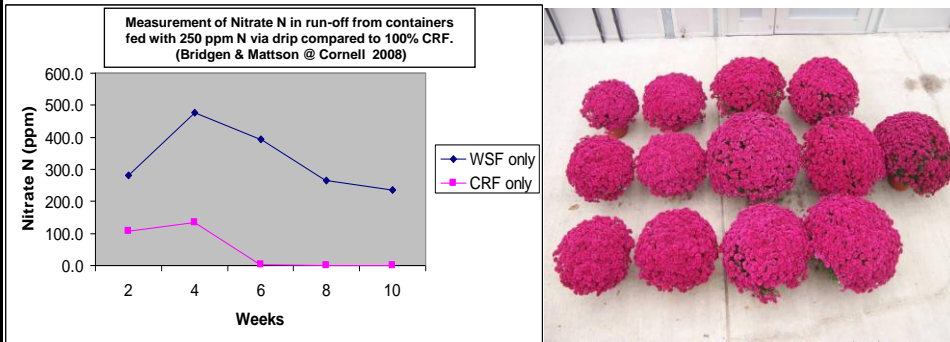 Measurement of Nitrate N in run-off from containers
fed with 250 ppm N via drip compared to 100% CRF.
(Bridgen & Mattson @ Cornell 2008)
600.0
500.0
400.0
300.0
200.0
100.0
0.0
Nitrate N (ppm)
2 4 6 8 10
Weeks
WSF only
CRF only